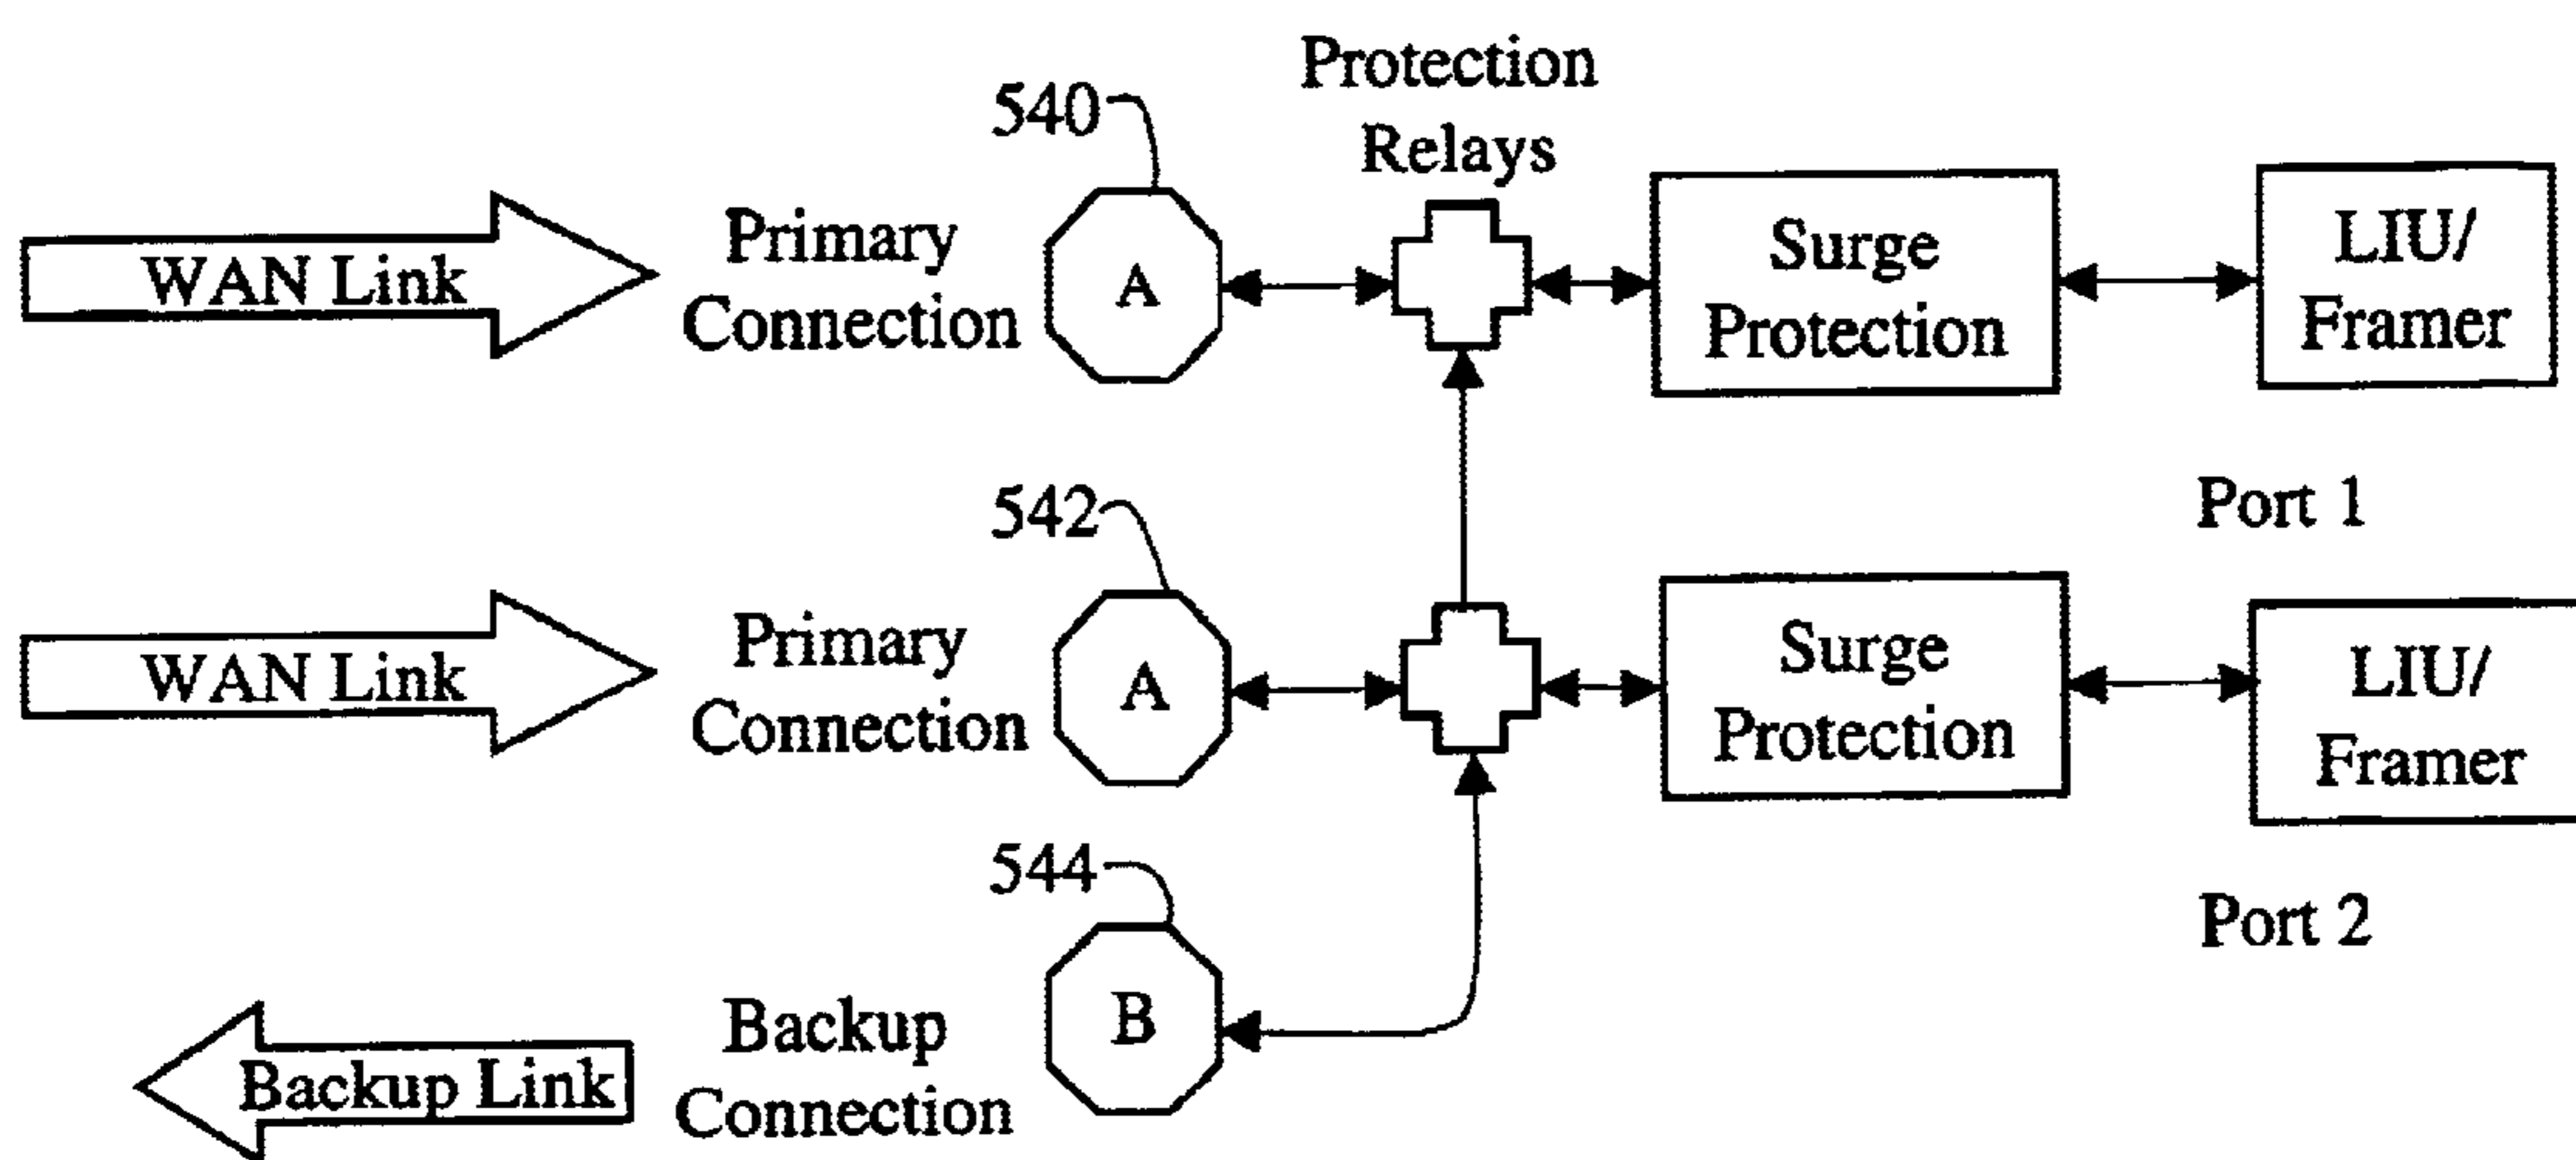 Protection
Relays
540
WAN Link
Primary
Connection
A
Surge
Protection
LIU/
Framer
Port 1
542
WAN Link
Primary
Connection
A
Surge
Protection
LIU/
Framer
Port 2
544
Backup Link
Backup
Connection
B